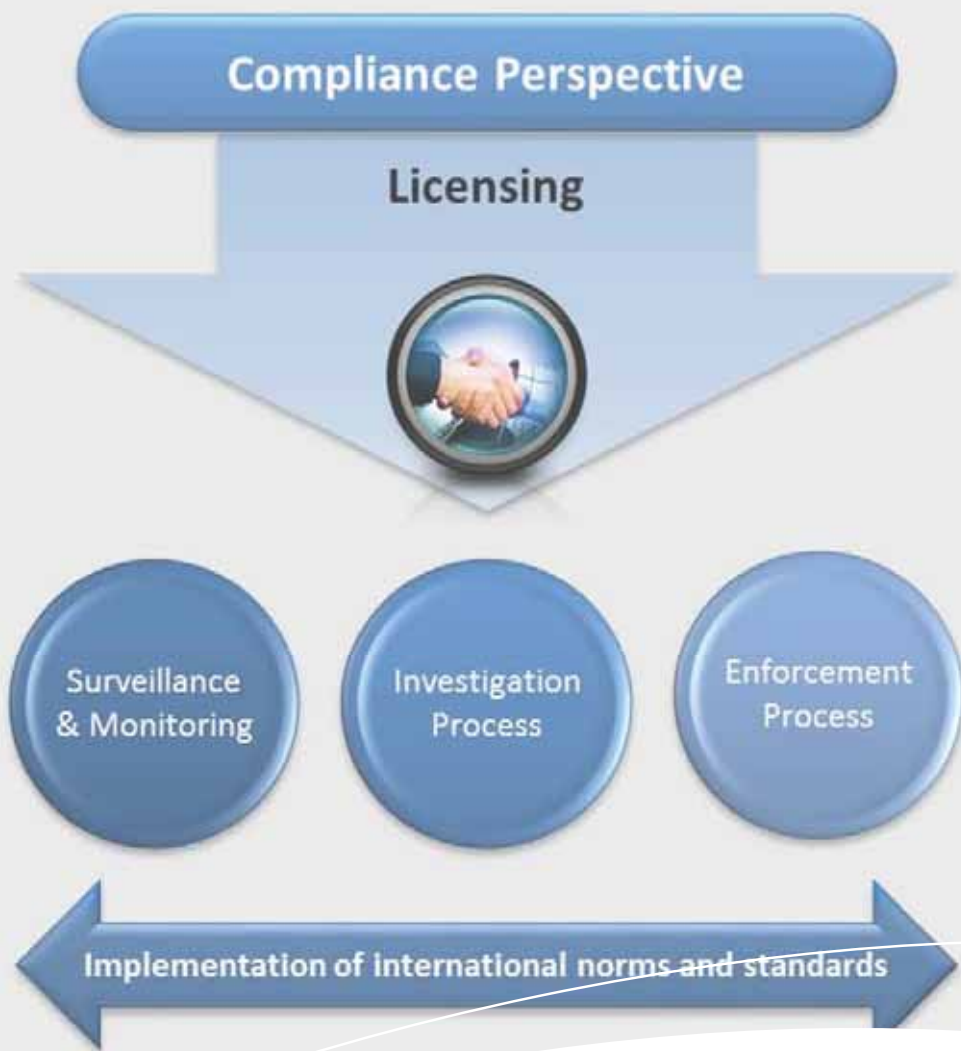 Compliance Perspective
Licensing
Surveillance
& Monitoring
Investigation
Process
Enforcement
Process
Implementation of international norms and standards